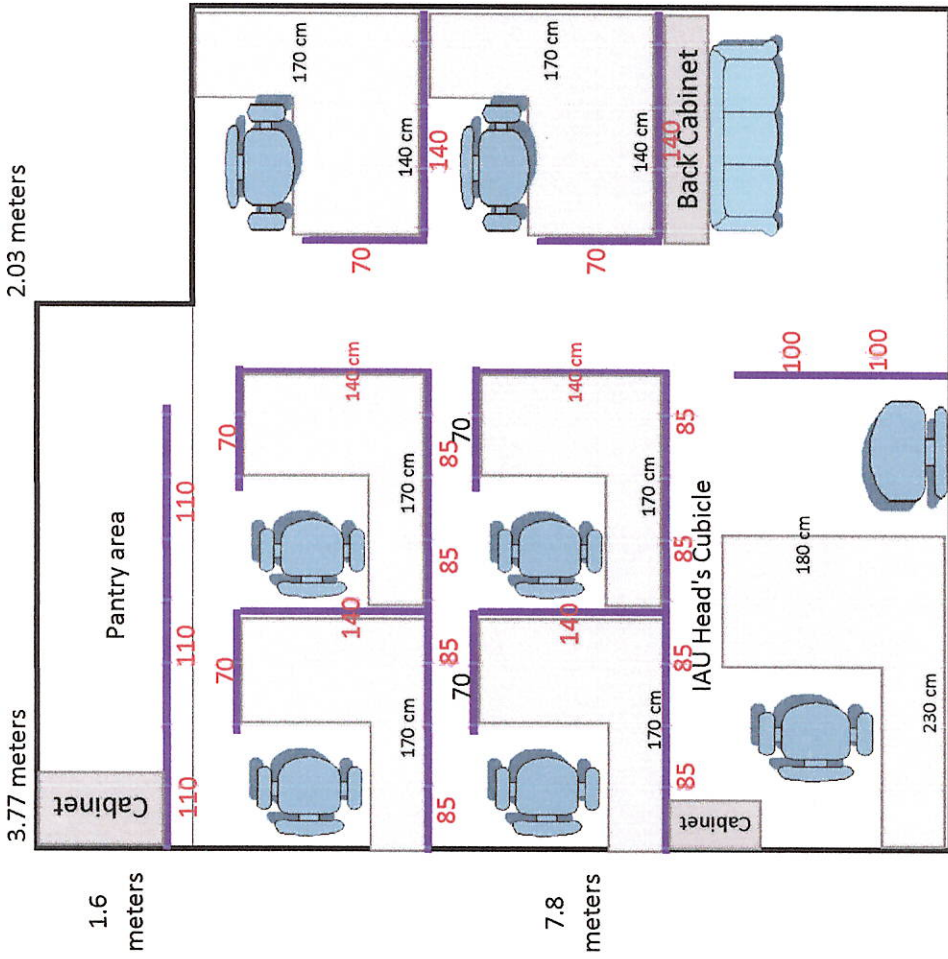 2.03 meters
3.77 meters
1.6
meters
7.8
meters
Pantry area
Cabinet
110
110
110
170 cm
140 cm
140
70
170 cm
140 cm
140
70
Back Cabinet
70
140 cm
170 cm
85
85
70
140
170 cm
85
85
70
140 cm
170 cm
85
85
70
140
170 cm
85
85
IAU Head's Cubicle
Cabinet
180 cm
230 cm
100
100